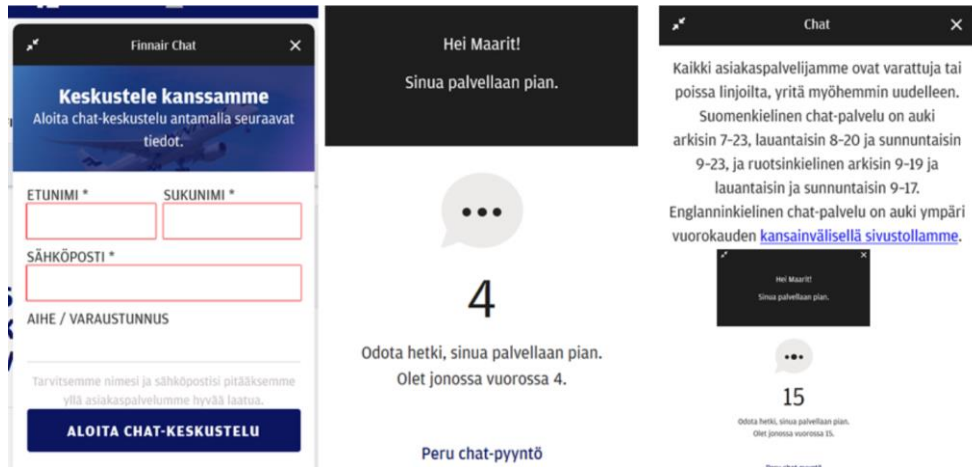 Finnair Chat
Keskustele kanssamme
Aloita chat-keskustelu antamalla seuraavat
tiedot.
ETUNIMI *
SUKUNIMI *
SÄHKÖPOSTI *
AIHE / VARAUSTUNNUS
Tarvitsemme nimesi ja sähköpostisi pitääksemme
yllä asiakaspalvelumme hyvää laatua.
ALOITA CHAT-KESKUSTELU
Hei Maarit!
Sinua palvellaan pian.
4
Odota hetki, sinua palvellaan pian.
Olet jonossa vuorossa 4.
Peru chat-pyyntö
Chat
Kaikki asiakaspalvelijamme ovat varattuja tai
poissa linjoilta, yritä myöhemmin uudelleen.
Suomenkielinen chat-palvelu on auki
arkisin 7-23, lauantaisin 8-20 ja sunnuntaisin
9-23, ja ruotsinkielinen arkisin 9-19 ja
lauantaisin ja sunnuntaisin 9-17.
Englanninkielinen chat-palvelu on auki ympäri
vuorokauden kansainvälisellä sivustollamme.
Hei Maarit!
Sinua palvellaan pian.
15
Odota hetki, sinua palvellaan pian.
Olet jonossa vuorossa 15.
Peru chat-pyyntö